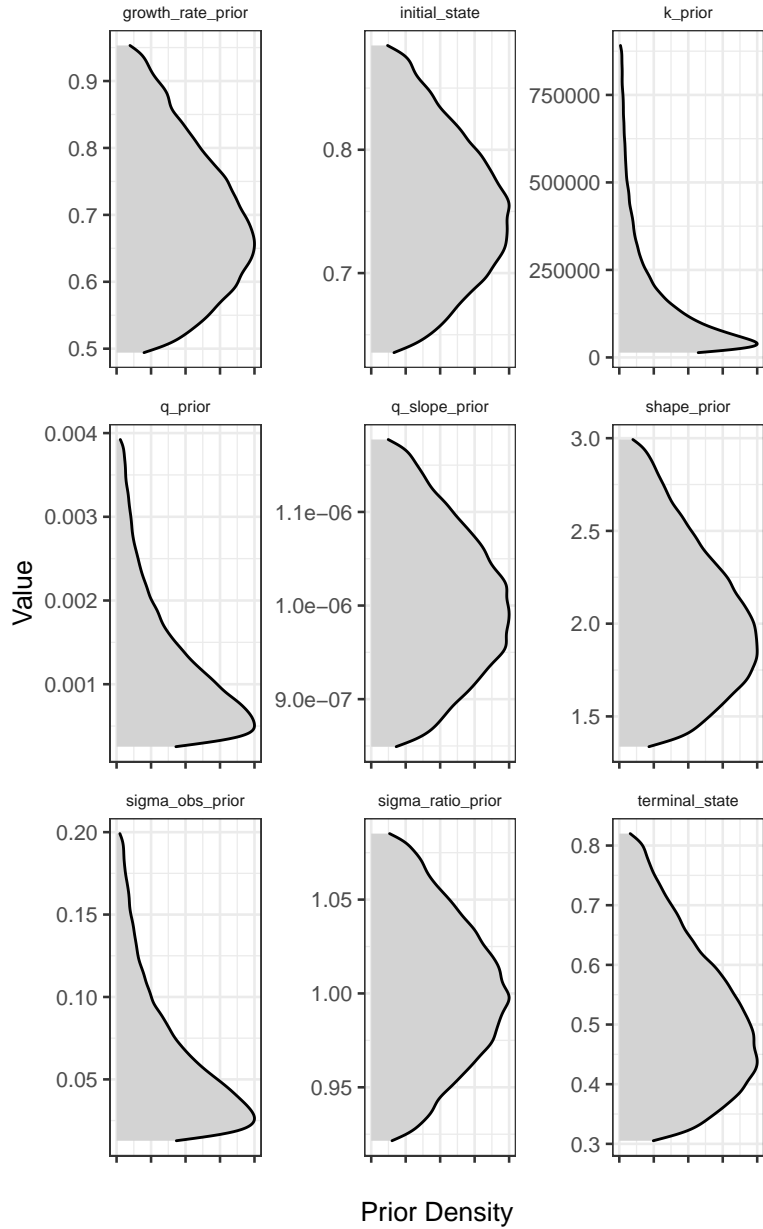 growth_rate_prior
initial_state
k_prior
0.9
0.8
0.7
0.6
0.5
0.8
0.7
750000
500000
250000
0
q_prior
q_slope_prior
shape_prior
0.004
0.003
0.002
0.001
1.1e−06
1.0e−06
9.0e−07
3.0
2.5
2.0
1.5
Value
sigma_obs_prior
sigma_ratio_prior
terminal_state
0.20
0.15
0.10
0.05
1.05
1.00
0.95
0.8
0.7
0.6
0.5
0.4
0.3
Prior Density